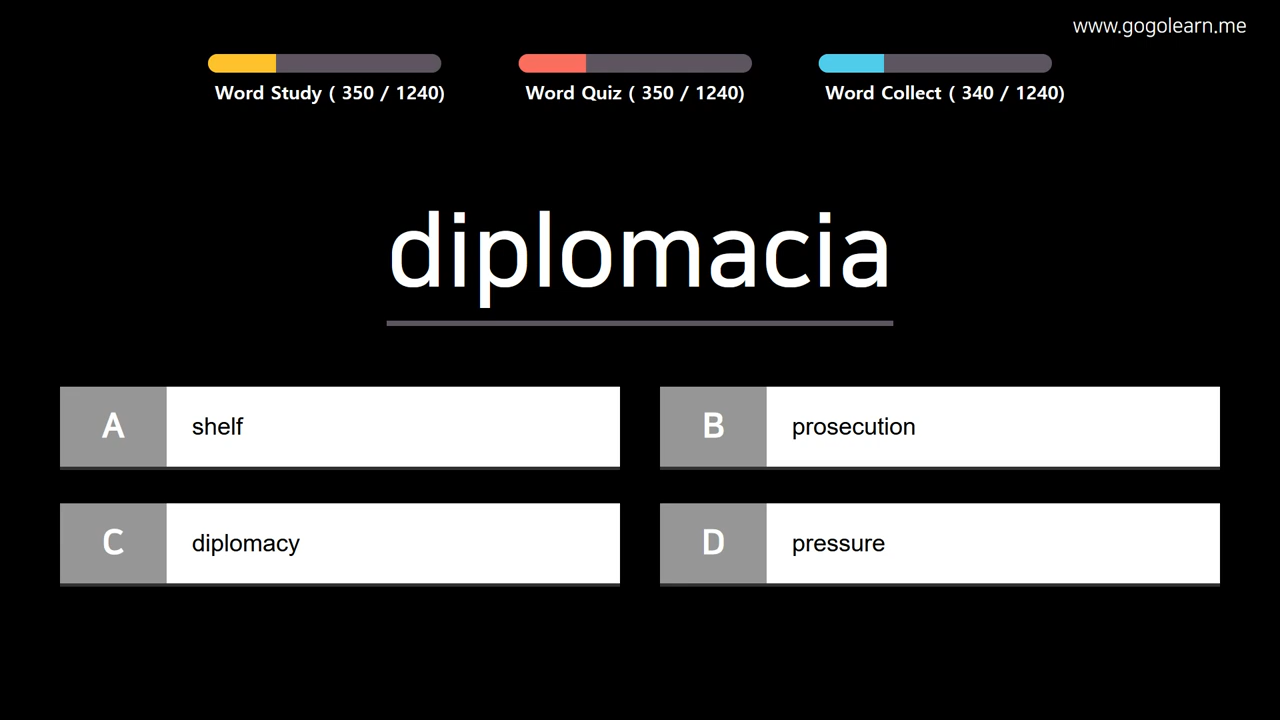 www.gogolearn.me
Word Study ( 350 / 1240)
Word Quiz ( 350 / 1240)
Word Collect ( 340 / 1240)
diplomacia
A shelf
B prosecution
C diplomacy
D pressure